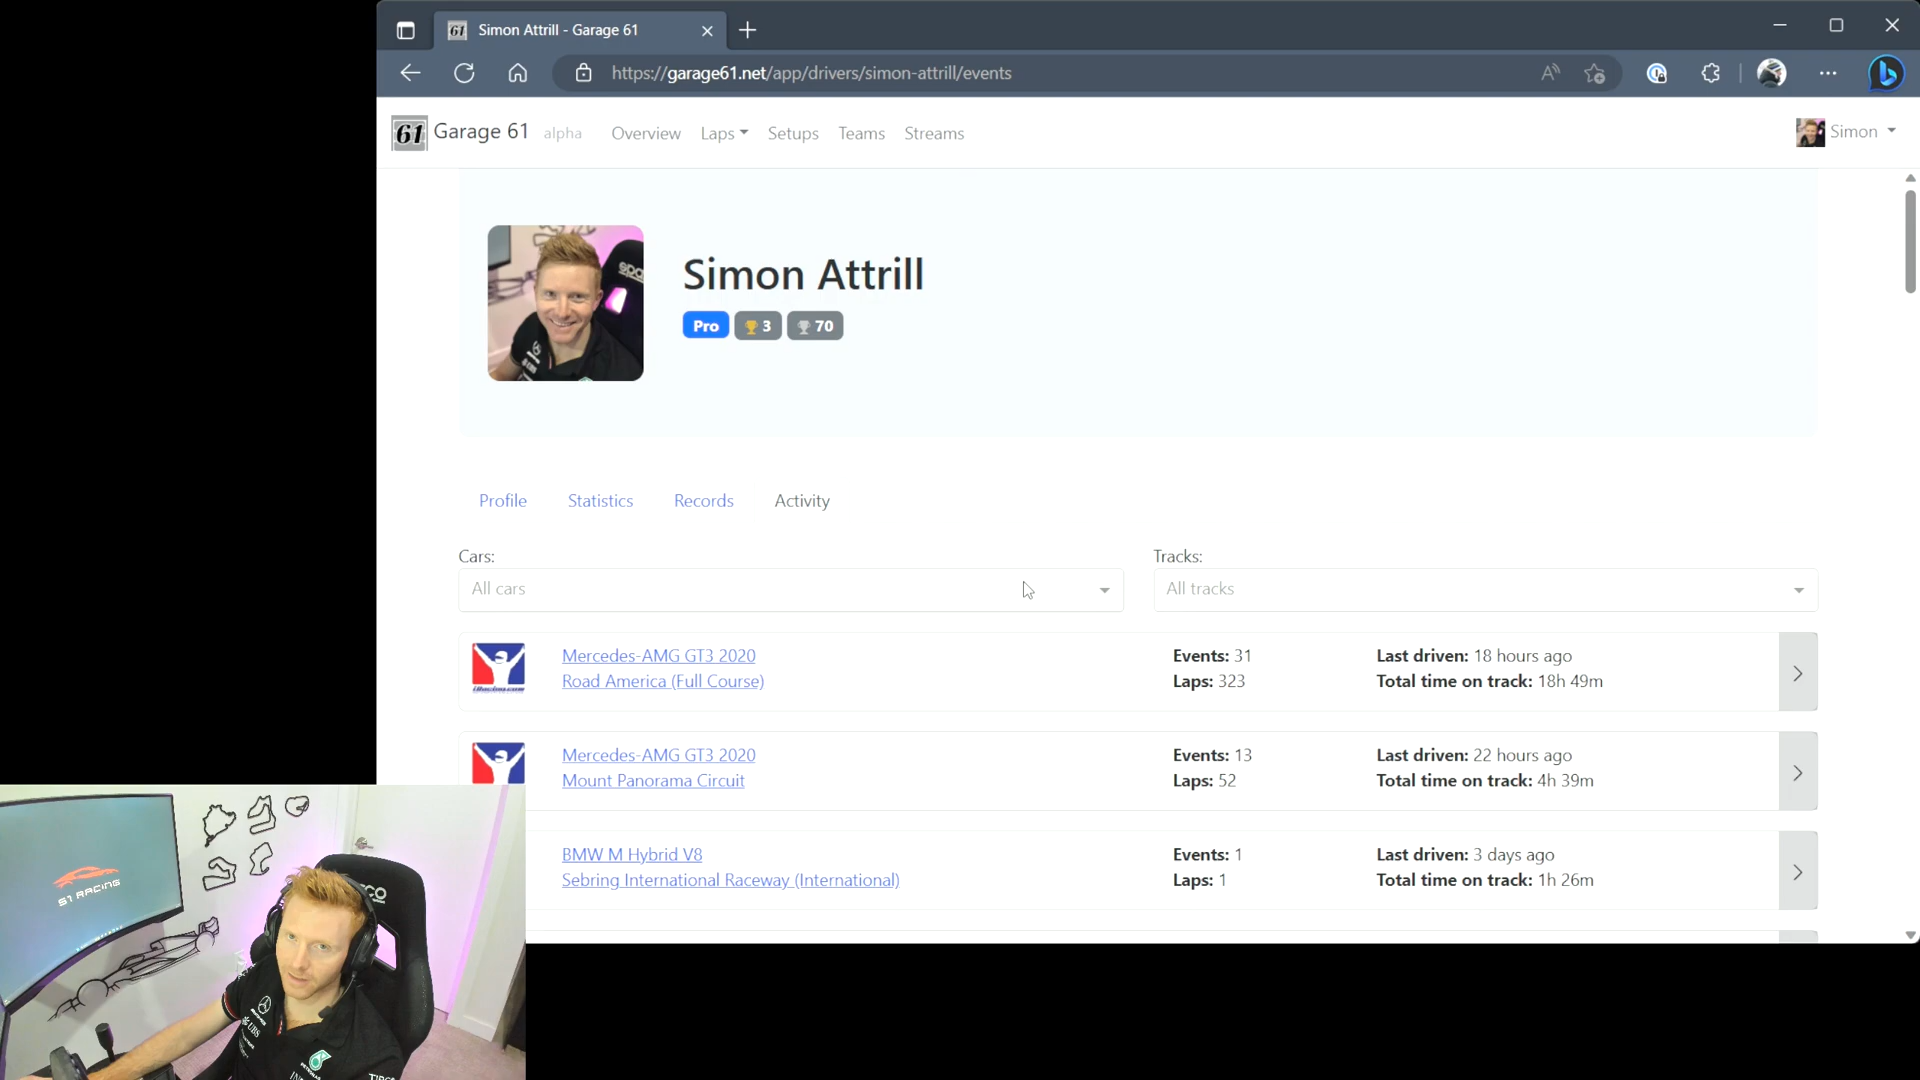 Simon Attrill - Garage 61
https://garage61.net/app/drivers/simon-attrill/events
61 Garage 61 alpha Overview Laps Setups Teams Streams Simon
Simon Attrill
Pro 3 70
Profile Statistics Records Activity
Cars: Tracks:
All cars All tracks
Mercedes-AMG GT3 2020 Events: 31 Last driven: 18 hours ago
Road America (Full Course) Laps: 323 Total time on track: 18h 49m
iRacing.com
Mercedes-AMG GT3 2020 Events: 13 Last driven: 22 hours ago
Mount Panorama Circuit Laps: 52 Total time on track: 4h 39m
BMW M Hybrid V8 Events: 1 Last driven: 3 days ago
Sebring International Raceway (International) Laps: 1 Total time on track: 1h 26m
S1 RACING
UBS